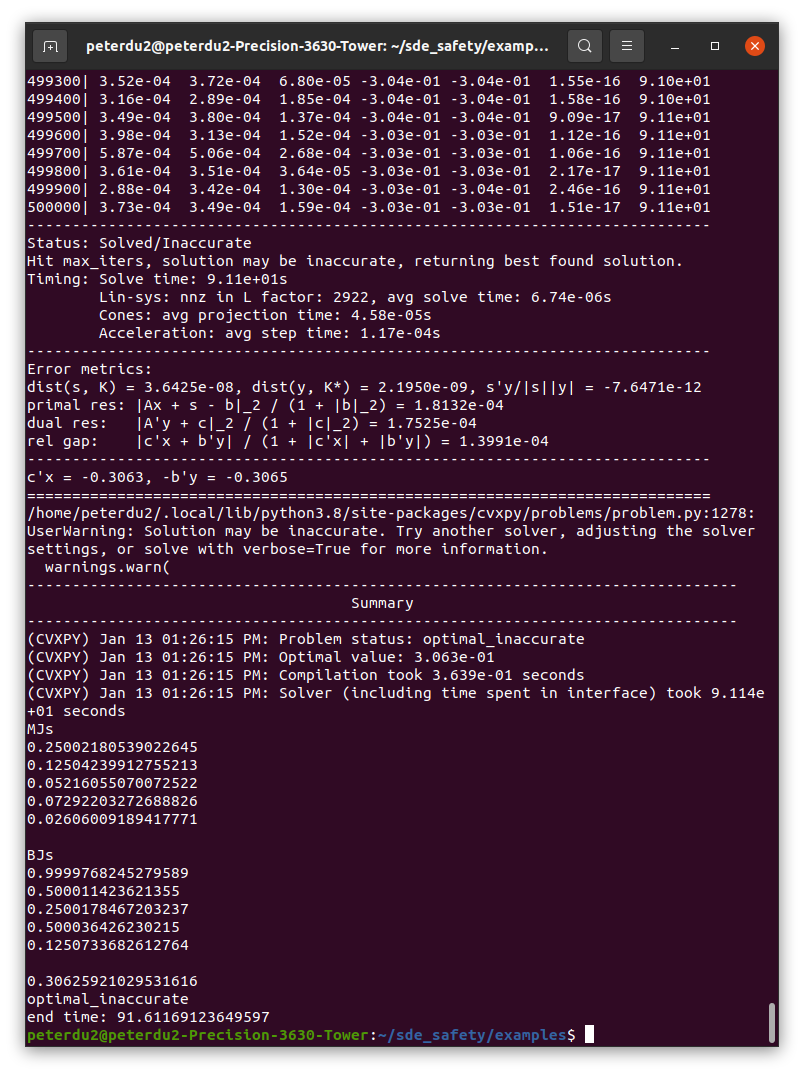 peterdu2@peterdu2-Precision-3630-Tower: ~/sde_safety/examp...
499300| 3.52e-04  3.72e-04  6.80e-05 -3.04e-01 -3.04e-01  1.55e-16  9.10e+01
499400| 3.16e-04  2.89e-04  1.85e-04 -3.04e-01 -3.04e-01  1.58e-16  9.10e+01
499500| 3.49e-04  3.80e-04  1.37e-04 -3.04e-01 -3.04e-01  9.09e-17  9.11e+01
499600| 3.98e-04  3.13e-04  1.52e-04 -3.03e-01 -3.03e-01  1.12e-16  9.11e+01
499700| 5.87e-04  5.06e-04  2.68e-04 -3.03e-01 -3.03e-01  1.06e-16  9.11e+01
499800| 3.61e-04  3.51e-04  3.64e-05 -3.03e-01 -3.03e-01  2.17e-17  9.11e+01
499900| 2.88e-04  3.42e-04  1.30e-04 -3.03e-01 -3.04e-01  2.46e-16  9.11e+01
500000| 3.73e-04  3.49e-04  1.59e-04 -3.03e-01 -3.03e-01  1.51e-17  9.11e+01
----------------------------------------------------------------------------
Status: Solved/Inaccurate
Hit max_iters, solution may be inaccurate, returning best found solution.
Timing: Solve time: 9.11e+01s
        Lin-sys: nnz in L factor: 2922, avg solve time: 6.74e-06s
        Cones: avg projection time: 4.58e-05s
        Acceleration: avg step time: 1.17e-04s
----------------------------------------------------------------------------
Error metrics:
dist(s, K) = 3.6425e-08, dist(y, K*) = 2.1950e-09, s'y/|s||y| = -7.6471e-12
primal res: |Ax + s - b|_2 / (1 + |b|_2) = 1.8132e-04
dual res:   |A'y + c|_2 / (1 + |c|_2) = 1.7525e-04
rel gap:    |c'x + b'y| / (1 + |c'x| + |b'y|) = 1.3991e-04
----------------------------------------------------------------------------
c'x = -0.3063, -b'y = -0.3065
============================================================================
/home/peterdu2/.local/lib/python3.8/site-packages/cvxpy/problems/problem.py:1278:
UserWarning: Solution may be inaccurate. Try another solver, adjusting the solver
settings, or solve with verbose=True for more information.
  warnings.warn(
-------------------------------------------------------------------------------
                                    Summary
-------------------------------------------------------------------------------
(CVXPY) Jan 13 01:26:15 PM: Problem status: optimal_inaccurate
(CVXPY) Jan 13 01:26:15 PM: Optimal value: 3.063e-01
(CVXPY) Jan 13 01:26:15 PM: Compilation took 3.639e-01 seconds
(CVXPY) Jan 13 01:26:15 PM: Solver (including time spent in interface) took 9.114e
+01 seconds
MJs
0.25002180539022645
0.12504239912755213
0.05216055070072522
0.07292203272688826
0.02606009189417771

BJs
0.9999768245279589
0.500011423621355
0.2500178467203237
0.500036426230215
0.1250733682612764

0.30625921029531616
optimal_inaccurate
end time: 91.61169123649597
peterdu2@peterdu2-Precision-3630-Tower:~/sde_safety/examples$